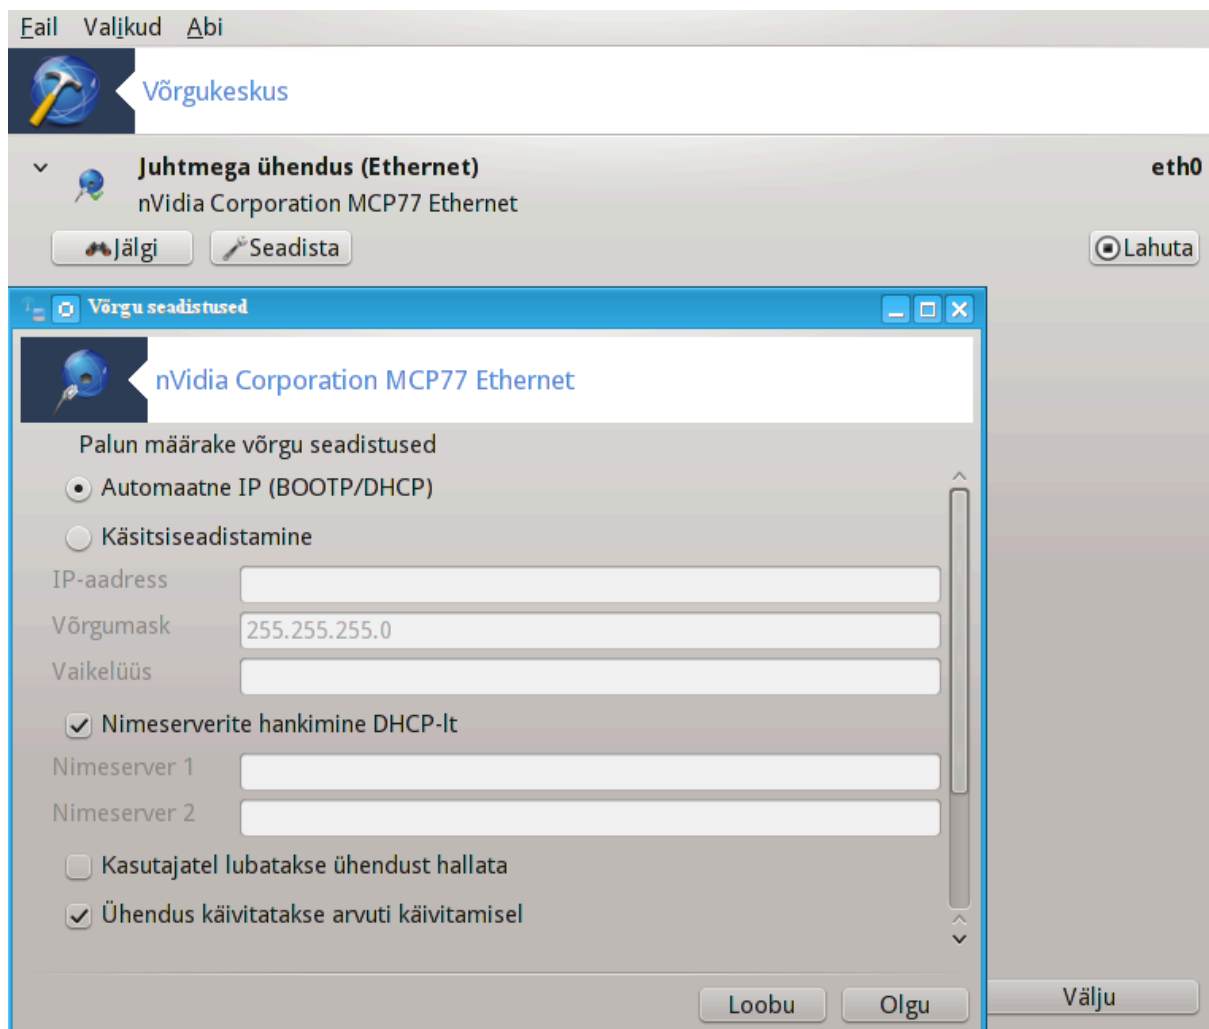 Fail Valikud Abi
Võrgukeskus
Juhtmega ühendus (Ethernet) eth0
nVidia Corporation MCP77 Ethernet
Jälgi Seadista Lahuta
Võrgu seadistused
nVidia Corporation MCP77 Ethernet
Palun määrake võrgu seadistused
Automaatne IP (BOOTP/DHCP)
Käsitsiseadistamine
IP-aadress
Võrgumask 255.255.255.0
Vaikelüüs
Nimeserverite hankimine DHCP-lt
Nimeserver 1
Nimeserver 2
Kasutajatel lubatakse ühendust hallata
Ühendus käivitatakse arvuti käivitamisel
Loobu Olgu Välju